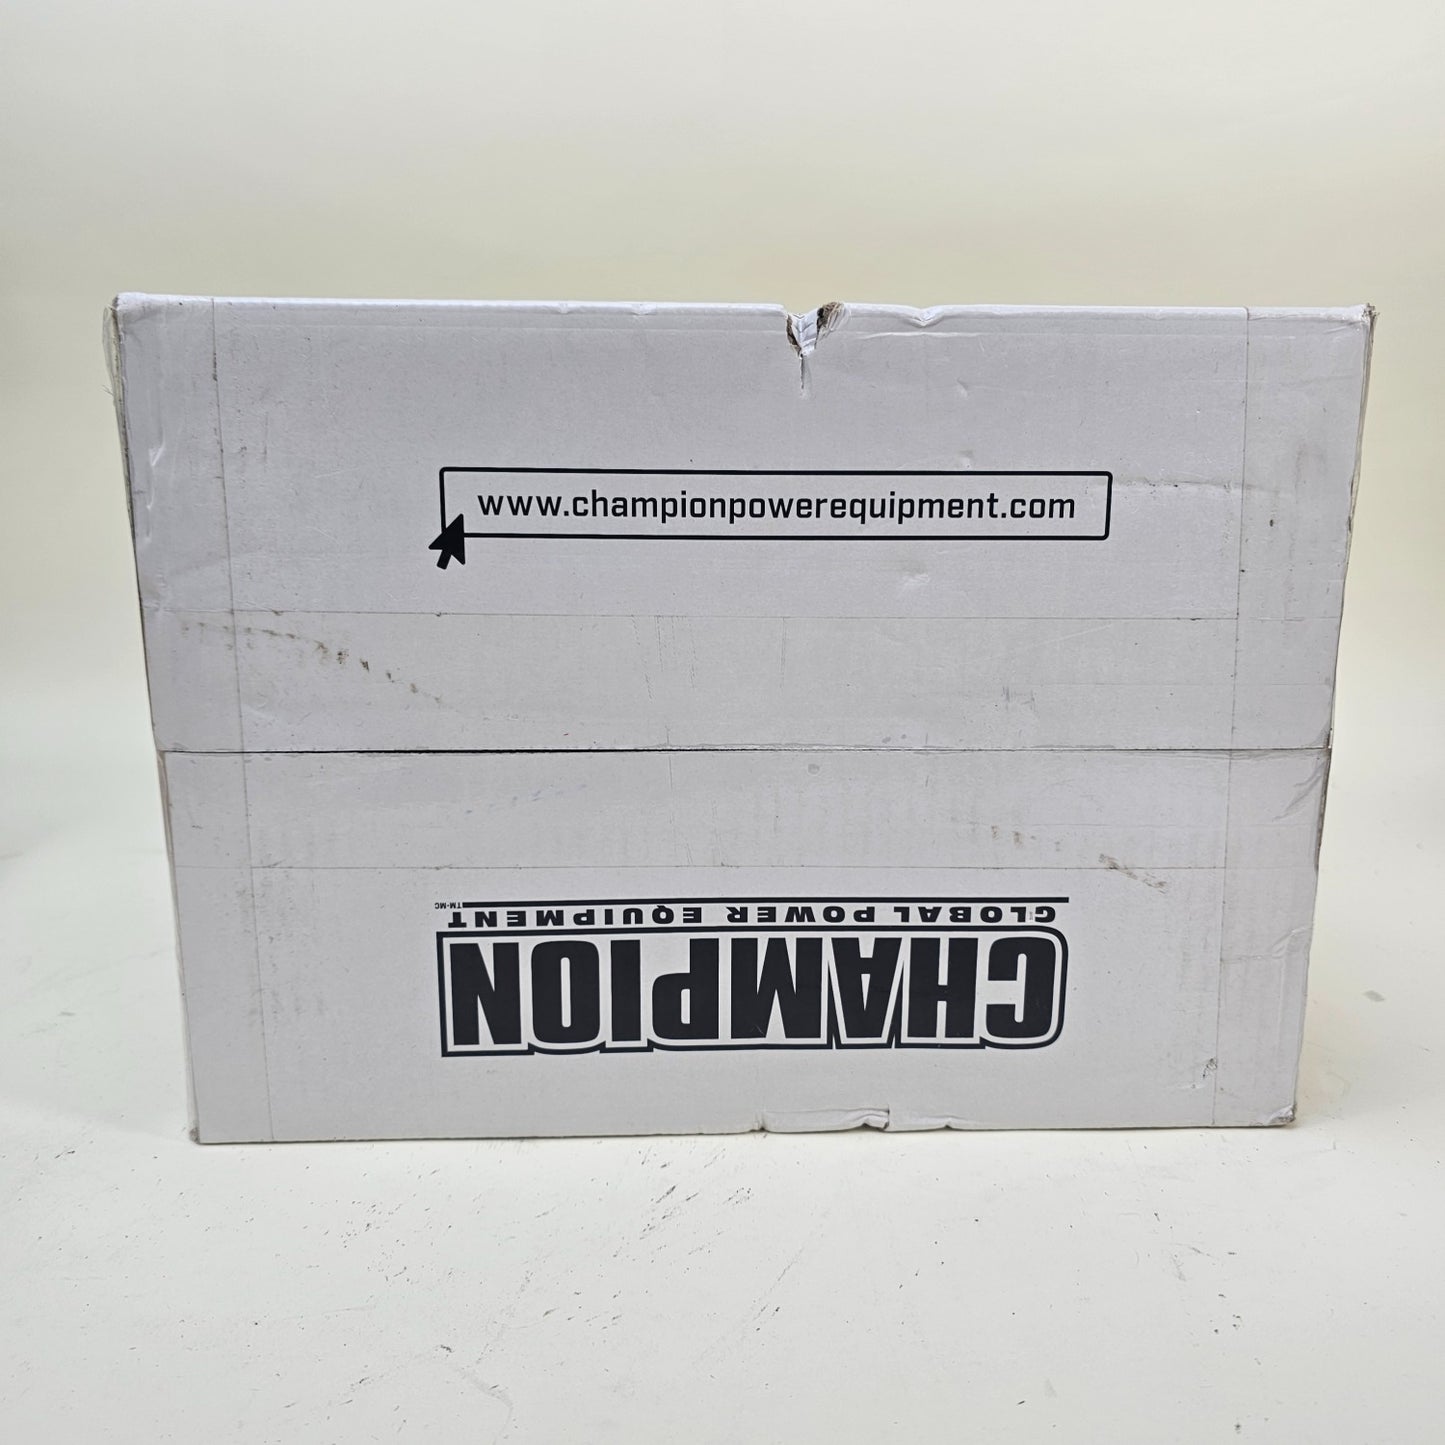 www.championpowerequipment.com
CHAMPION
GLOBAL POWER EQUIPMENT
TM-MC